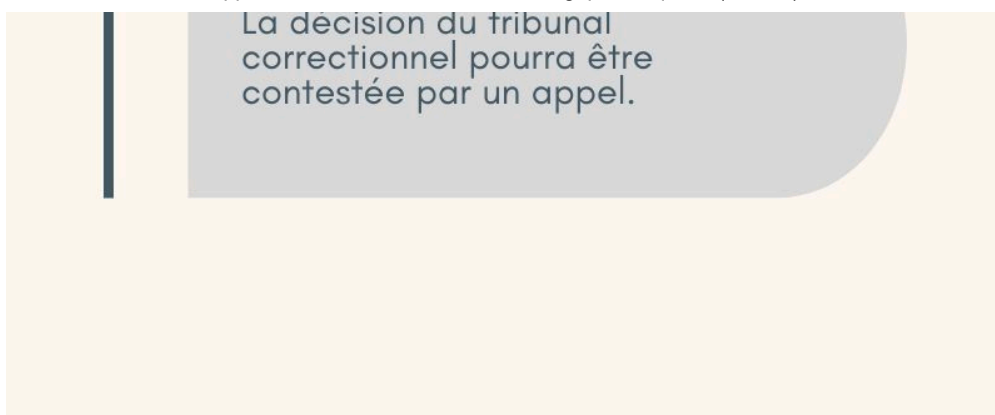 La décision du tribunal
correctionnel pourra être
contestée par un appel.